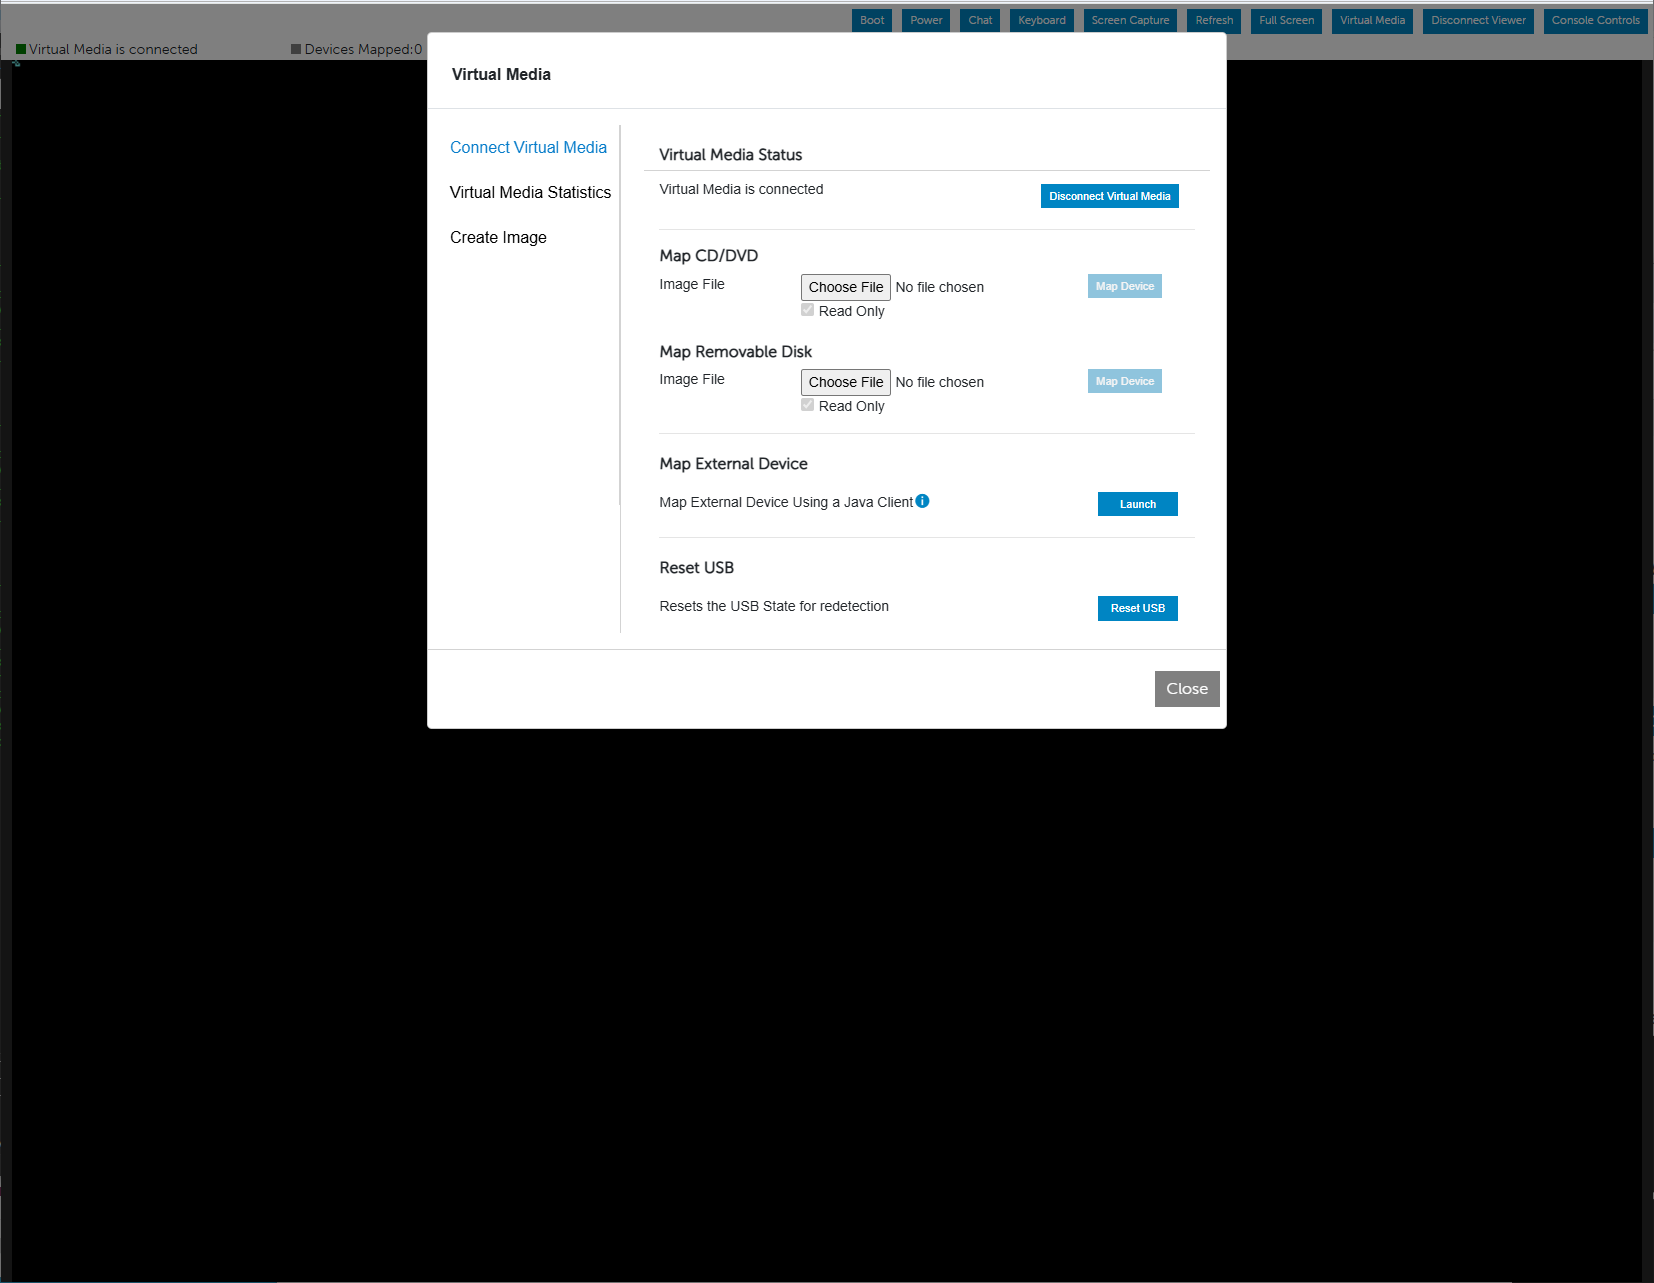 Boot Power Chat Keyboard Screen Capture Refresh Full Screen Virtual Media Disconnect Viewer Console Controls
Virtual Media is connected Devices Mapped:0
Virtual Media
Connect Virtual Media
Virtual Media Statistics
Create Image
Virtual Media Status
Virtual Media is connected Disconnect Virtual Media
Map CD/DVD
Image File Choose File No file chosen Map Device
Read Only
Map Removable Disk
Image File Choose File No file chosen Map Device
Read Only
Map External Device
Map External Device Using a Java Client Launch
Reset USB
Resets the USB State for redetection Reset USB
Close